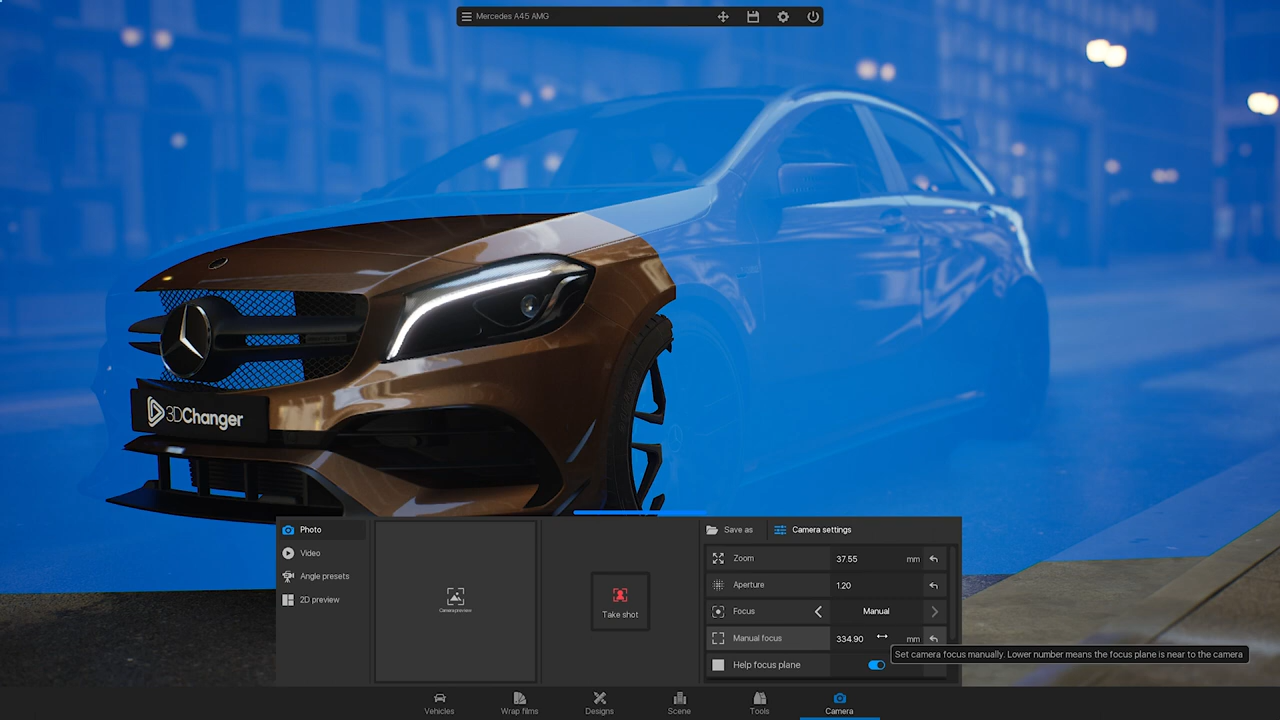 Mercedes A45 AMG
3DChanger
Photo
Video
Angle presets
2D preview
Camera preview
Take shot
Save as
Camera settings
Zoom 37.55 mm
Aperture 1.20
Focus Manual
Manual focus 334.90 mm
Set camera focus manually. Lower number means the focus plane is near to the camera
Help focus plane
Vehicles
Wrap films
Designs
Scene
Tools
Camera